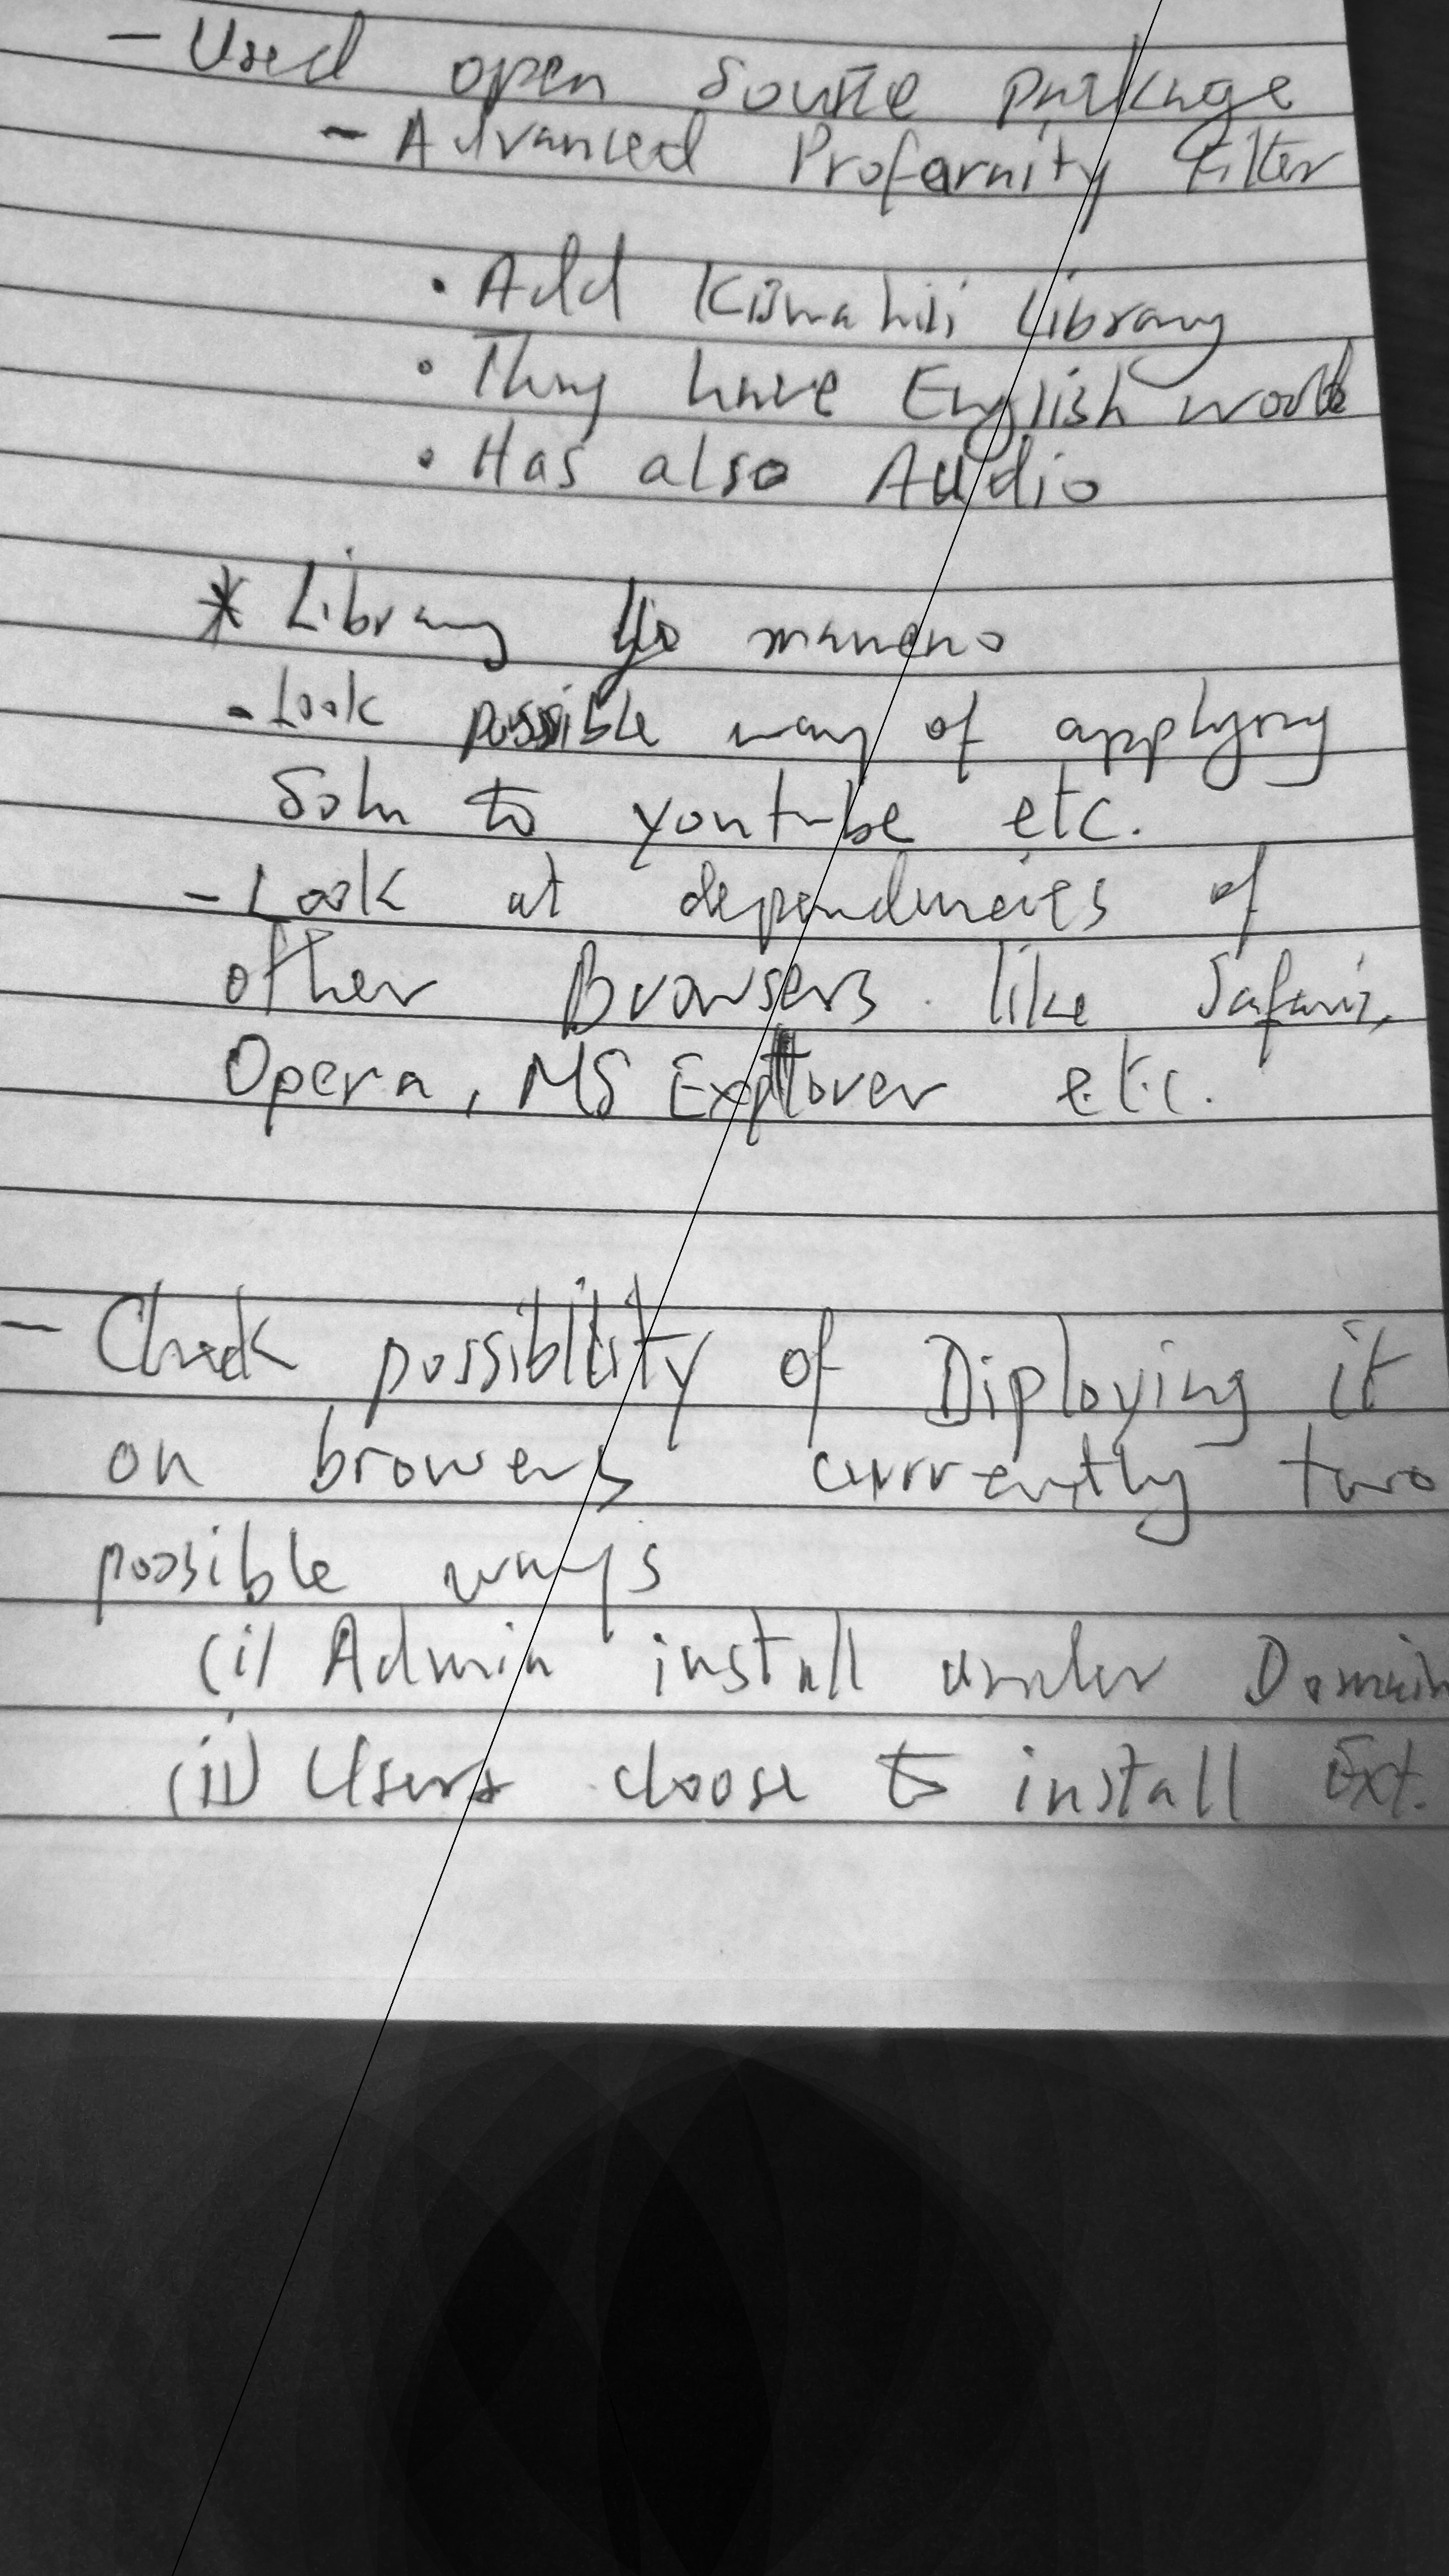 - Used open source package
- Advanced Profarnity Filter
• Add Kiswahili Library
• They have English words
• Has also Audio
* Library ya maneno
- Look possible way of applying
Soln to youtube etc.
- Look at dependencies of
other Browsers like Safari,
Opera, MS Explorer etc.
- Check possibility of Diploying it
on browers currently two
possible ways
(i) Admin install under Domain
(ii) Users choose to install Ext.